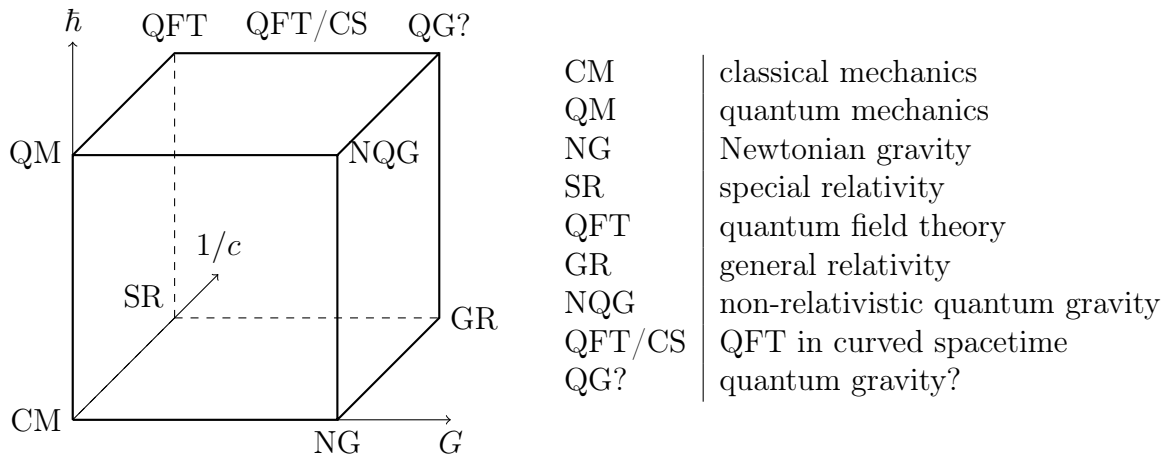 ℏ
QFT QFT/CS QG?
QM NQG
1/c
SR
GR
CM
NG G
CM classical mechanics
QM quantum mechanics
NG Newtonian gravity
SR special relativity
QFT quantum field theory
GR general relativity
NQG non-relativistic quantum gravity
QFT/CS QFT in curved spacetime
QG? quantum gravity?